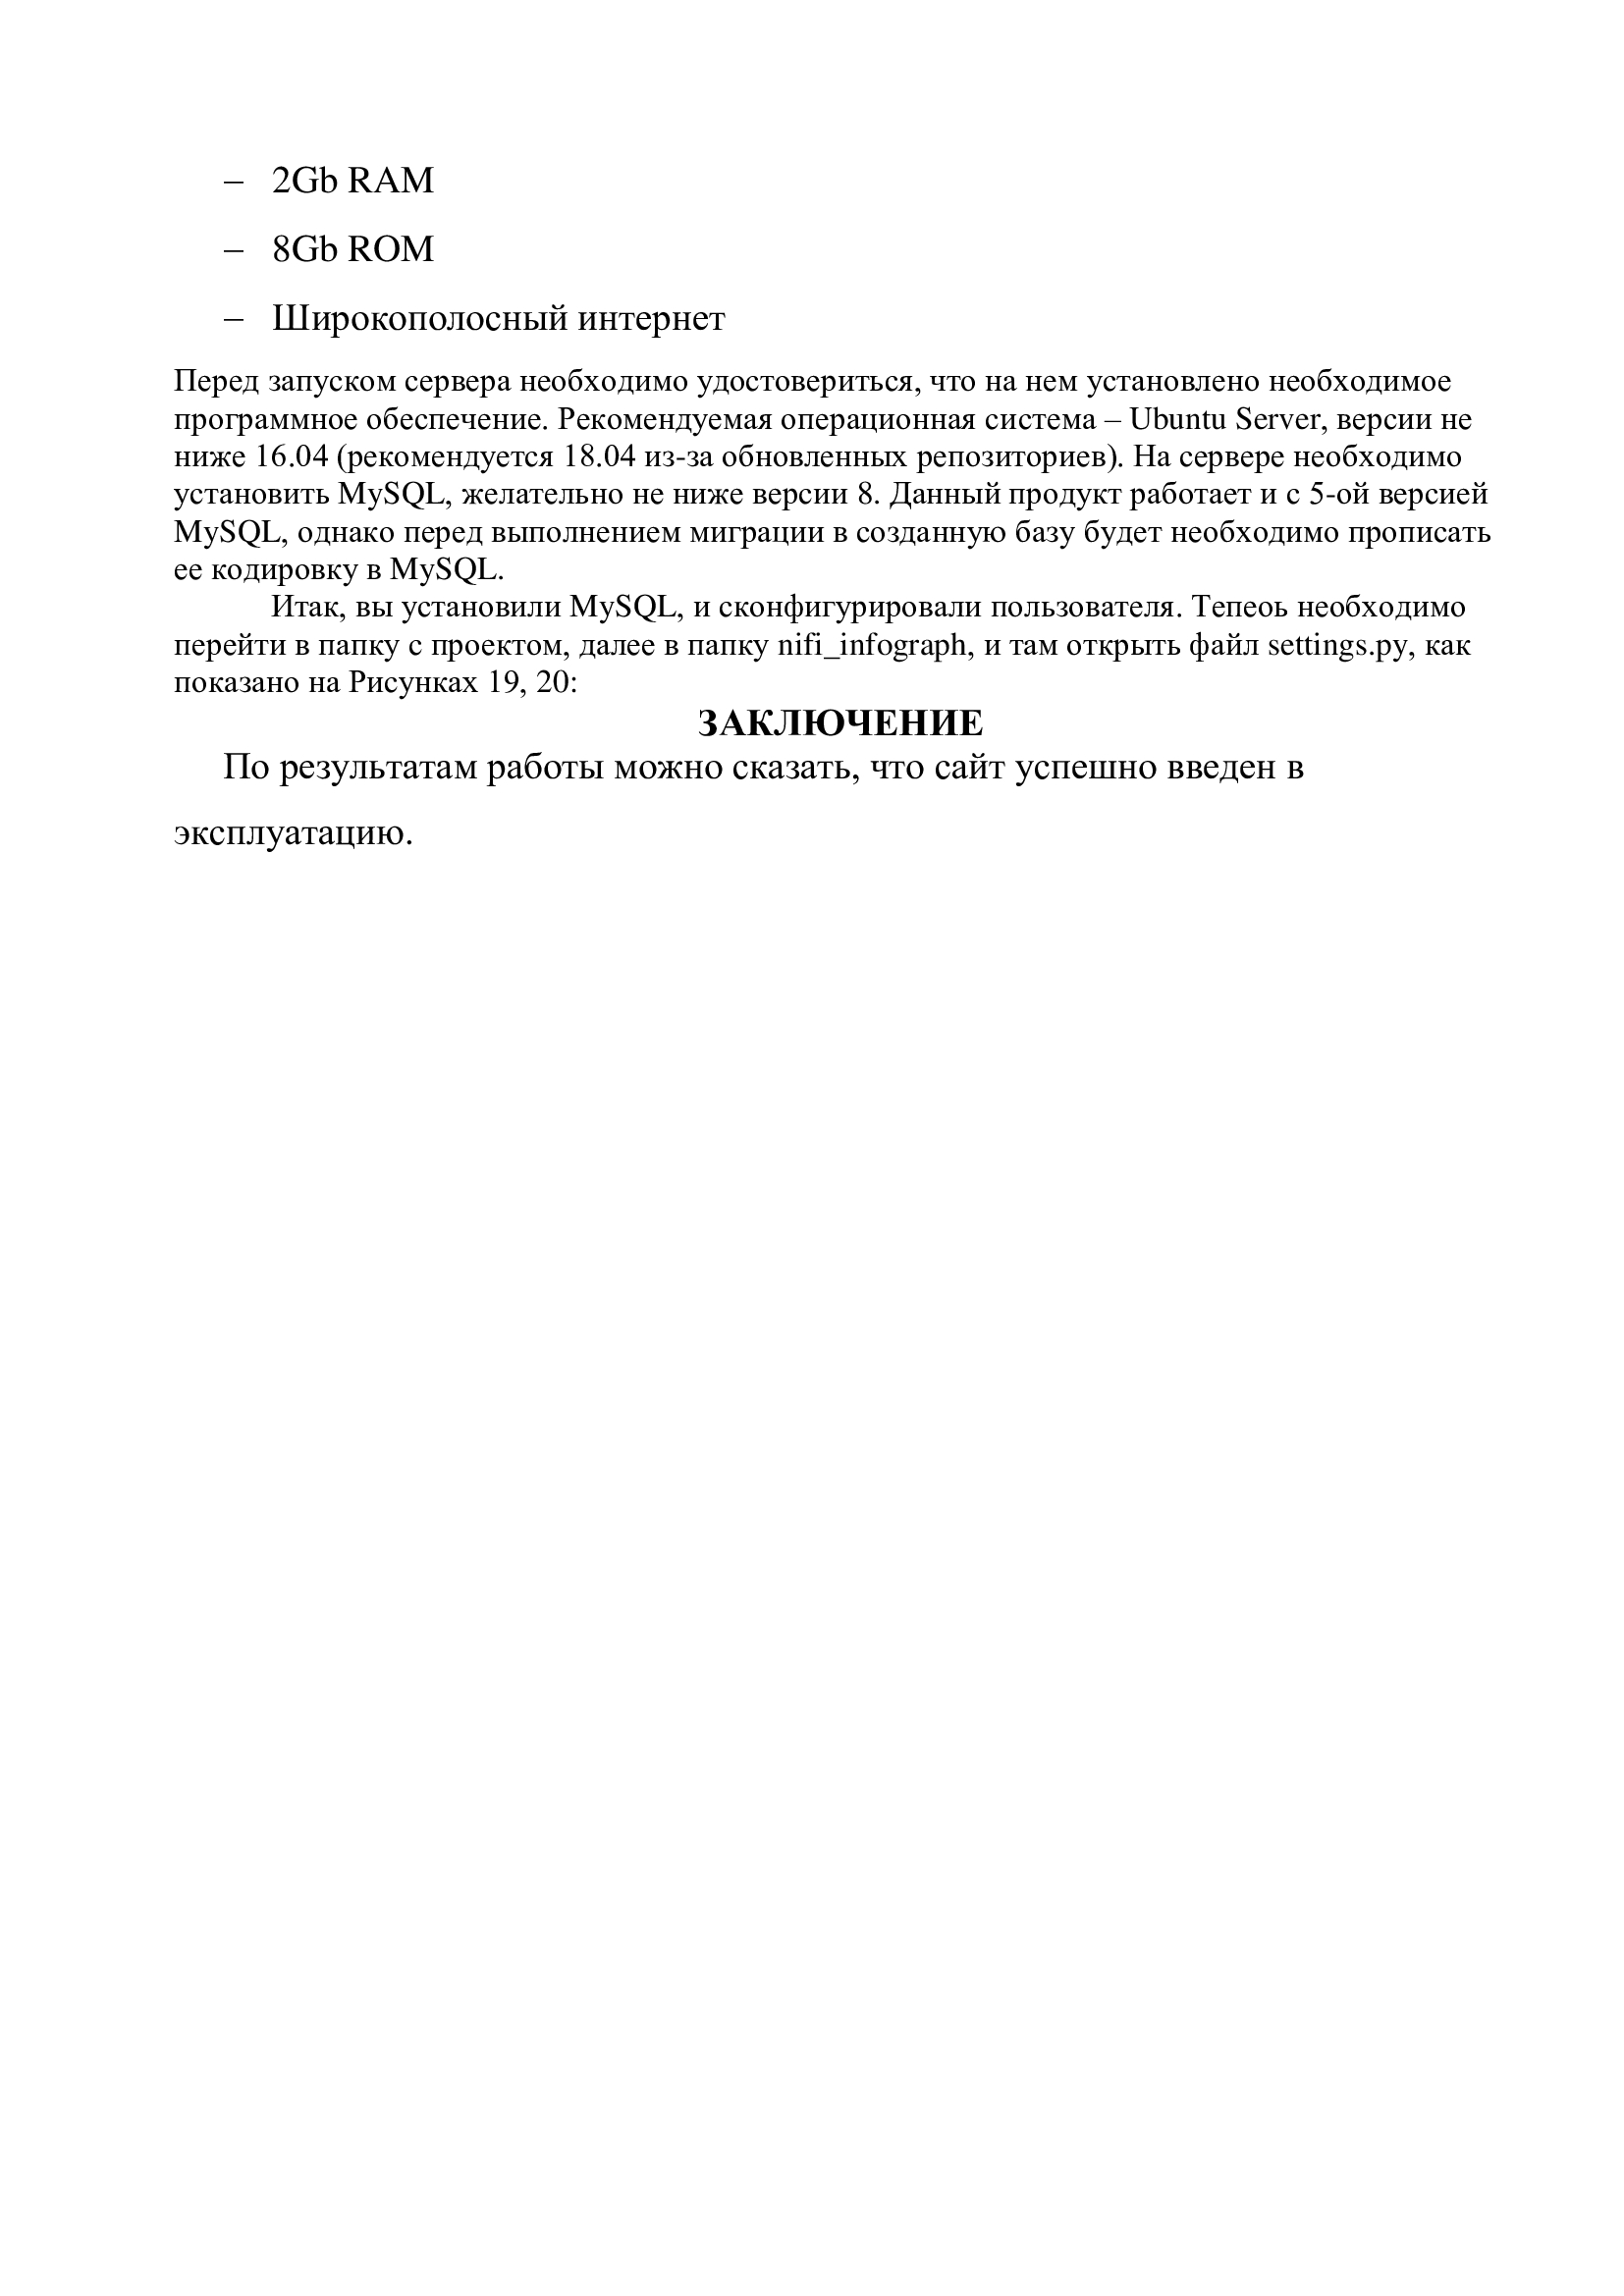 – 2Gb RAM
– 8Gb ROM
– Широкополосный интернет
Перед запуском сервера необходимо удостовериться, что на нем установлено необходимое
программное обеспечение. Рекомендуемая операционная система – Ubuntu Server, версии не
ниже 16.04 (рекомендуется 18.04 из-за обновленных репозиториев). На сервере необходимо
установить MySQL, желательно не ниже версии 8. Данный продукт работает и с 5-ой версией
MySQL, однако перед выполнением миграции в созданную базу будет необходимо прописать
ее кодировку в MySQL.
Итак, вы установили MySQL, и сконфигурировали пользователя. Тепеоь необходимо
перейти в папку с проектом, далее в папку nifi_infograph, и там открыть файл settings.py, как
показано на Рисунках 19, 20:
ЗАКЛЮЧЕНИЕ
По результатам работы можно сказать, что сайт успешно введен в
эксплуатацию.